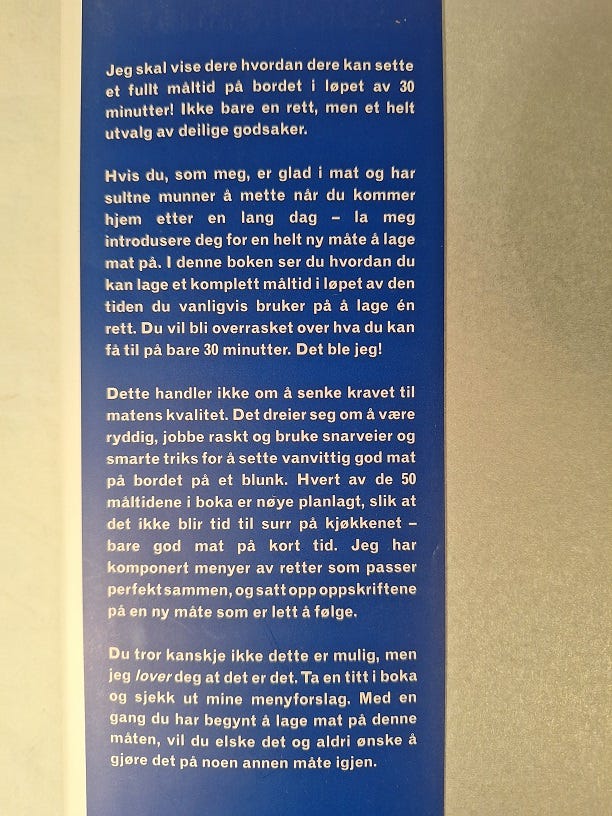 Jeg skal vise dere hvordan dere kan sette
et fullt måltid på bordet i løpet av 30
minutter! Ikke bare en rett, men et helt
utvalg av deilige godsaker.
Hvis du, som meg, er glad i mat og har
sultne munner å mette når du kommer
hjem etter en lang dag – la meg
introdusere deg for en helt ny måte å lage
mat på. I denne boken ser du hvordan du
kan lage et komplett måltid i løpet av den
tiden du vanligvis bruker på å lage én
rett. Du vil bli overrasket over hva du kan
få til på bare 30 minutter. Det ble jeg!
Dette handler ikke om å senke kravet til
matens kvalitet. Det dreier seg om å være
ryddig, jobbe raskt og bruke snarveier og
smarte triks for å sette vanvittig god mat
på bordet på et blunk. Hvert av de 50
måltidene i boka er nøye planlagt, slik at
det ikke blir tid til surr på kjøkkenet –
bare god mat på kort tid. Jeg har
komponert menyer av retter som passer
perfekt sammen, og satt opp oppskriftene
på en ny måte som er lett å følge.
Du tror kanskje ikke dette er mulig, men
jeg lover deg at det er det. Ta en titt i boka
og sjekk ut mine menyforslag. Med en
gang du har begynt å lage mat på denne
måten, vil du elske det og aldri ønske å
gjøre det på noen annen måte igjen.